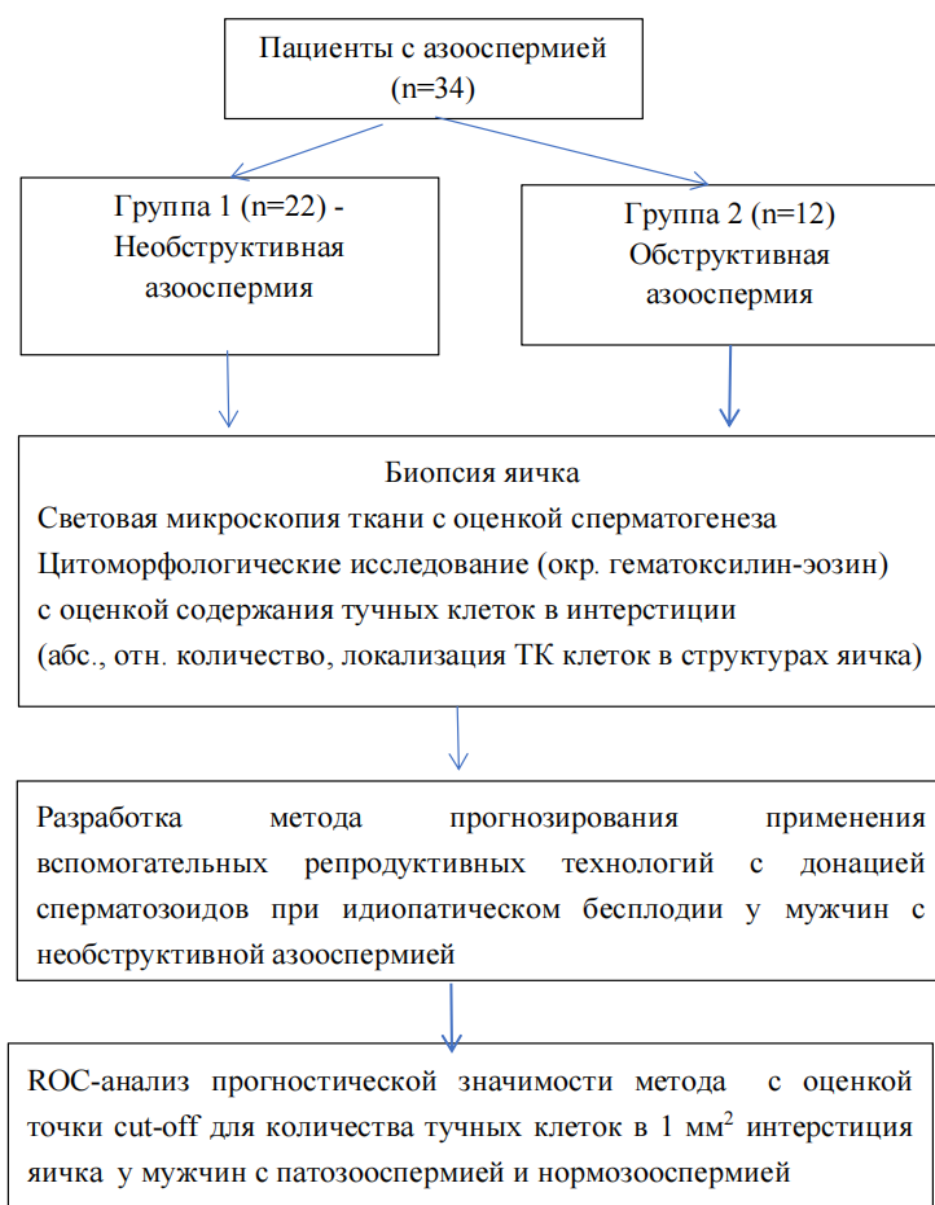 Пациенты с азооспермией
(n=34)
Группа 1 (n=22) -
Необструктивная
азооспермия
Группа 2 (n=12)
Обструктивная
азооспермия
Биопсия яичка
Световая микроскопия ткани с оценкой сперматогенеза
Цитоморфологические исследование (окр. гематоксилин-эозин)
с оценкой содержания тучных клеток в интерстиции
(абс., отн. количество, локализация ТК клеток в структурах яичка)
Разработка метода прогнозирования применения
вспомогательных репродуктивных технологий с донацией
сперматозоидов при идиопатическом бесплодии у мужчин с
необструктивной азооспермией
ROC-анализ прогностической значимости метода с оценкой
точки cut-off для количества тучных клеток в 1 мм² интерстиция
яичка у мужчин с патозооспермией и нормозооспермией